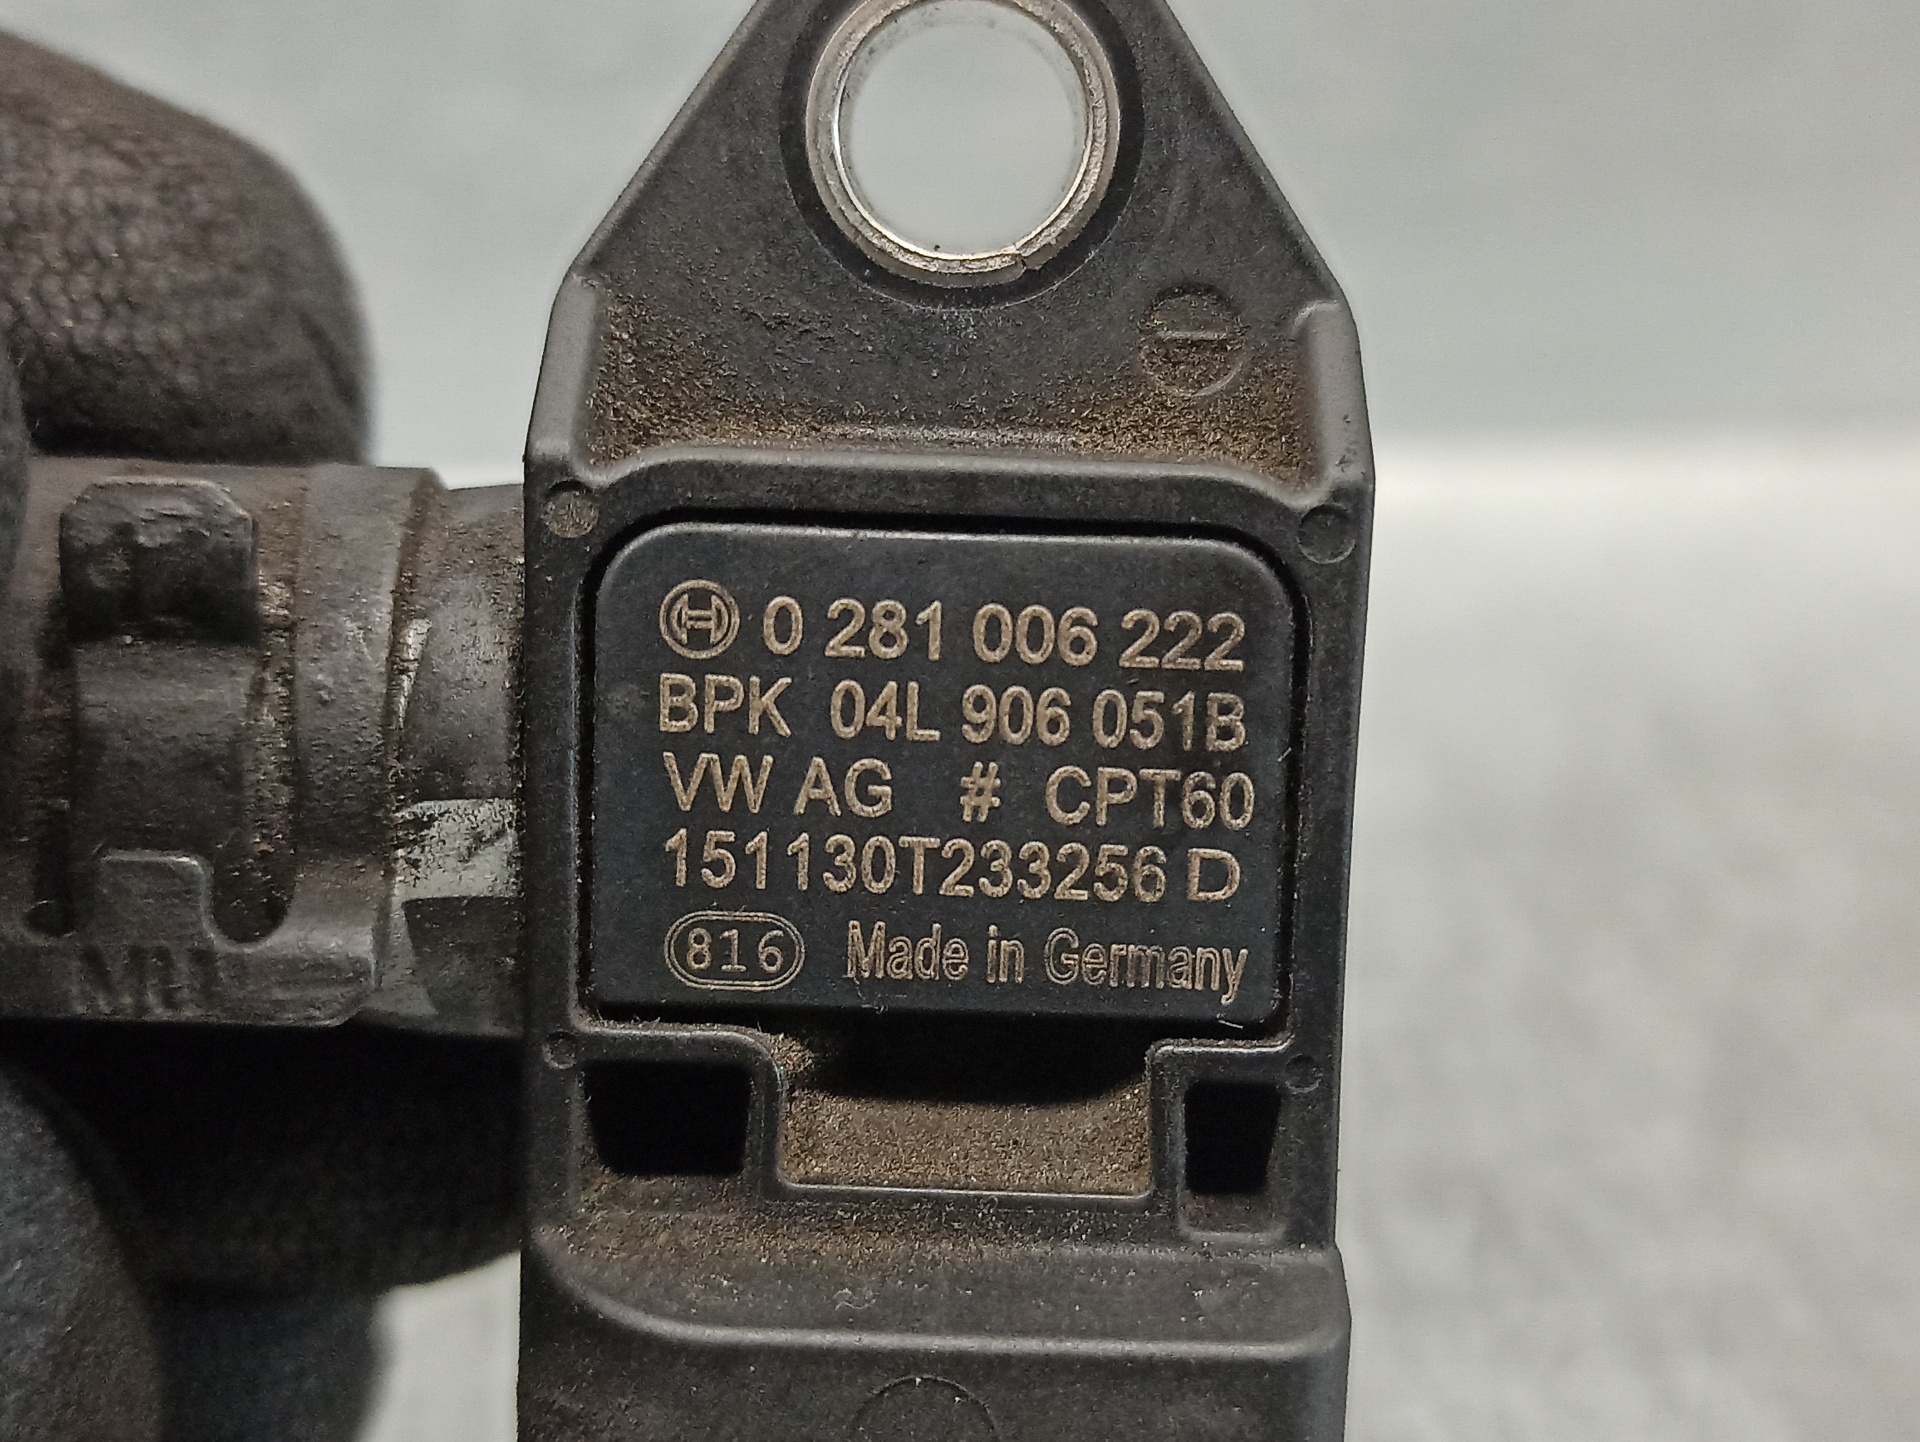 0 281 006 222
BPK 04L 906 051B
VW AG # CPT60
151130T233256 D
816 Made in Germany